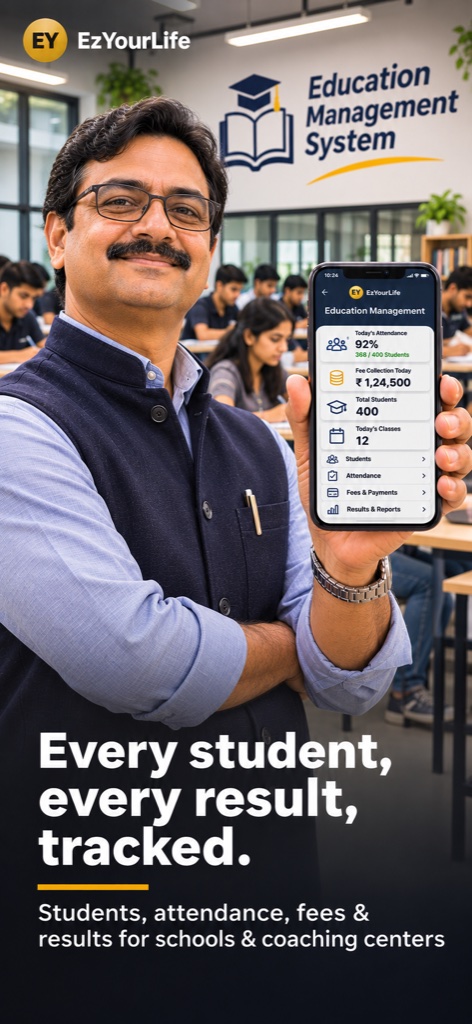 EY EzYourLife
Education
Management
System
10:24
EY EzYourLife
Education Management
Today's Attendance
92%
368 / 400 Students
Fee Collection Today
₹ 1,24,500
Total Students
400
Today's Classes
12
Students
Attendance
Fees & Payments
Results & Reports
Every student,
every result,
tracked.
Students, attendance, fees &
results for schools & coaching centers